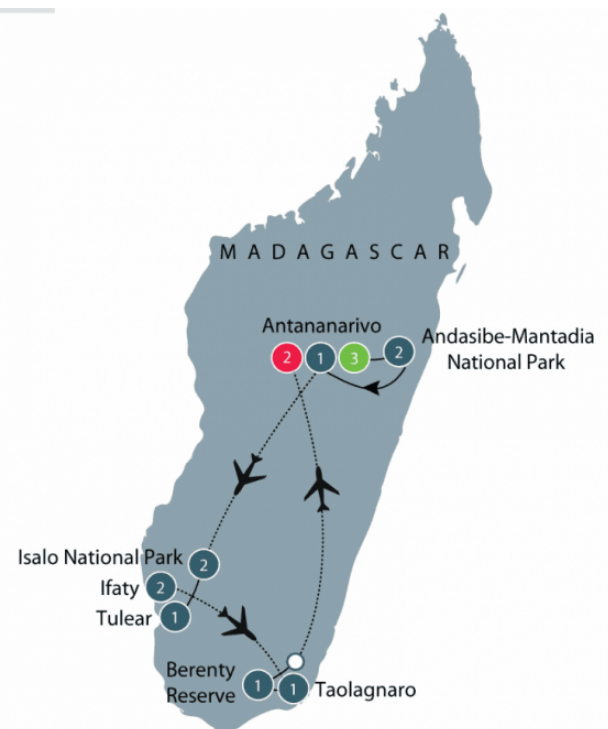 MADAGASCAR
Antananarivo
2 1 3 2
Andasibe-Mantadia
National Park
Isalo National Park
2
Ifaty
2
Tulear
1
Berenty
Reserve
1 1
Taolagnaro